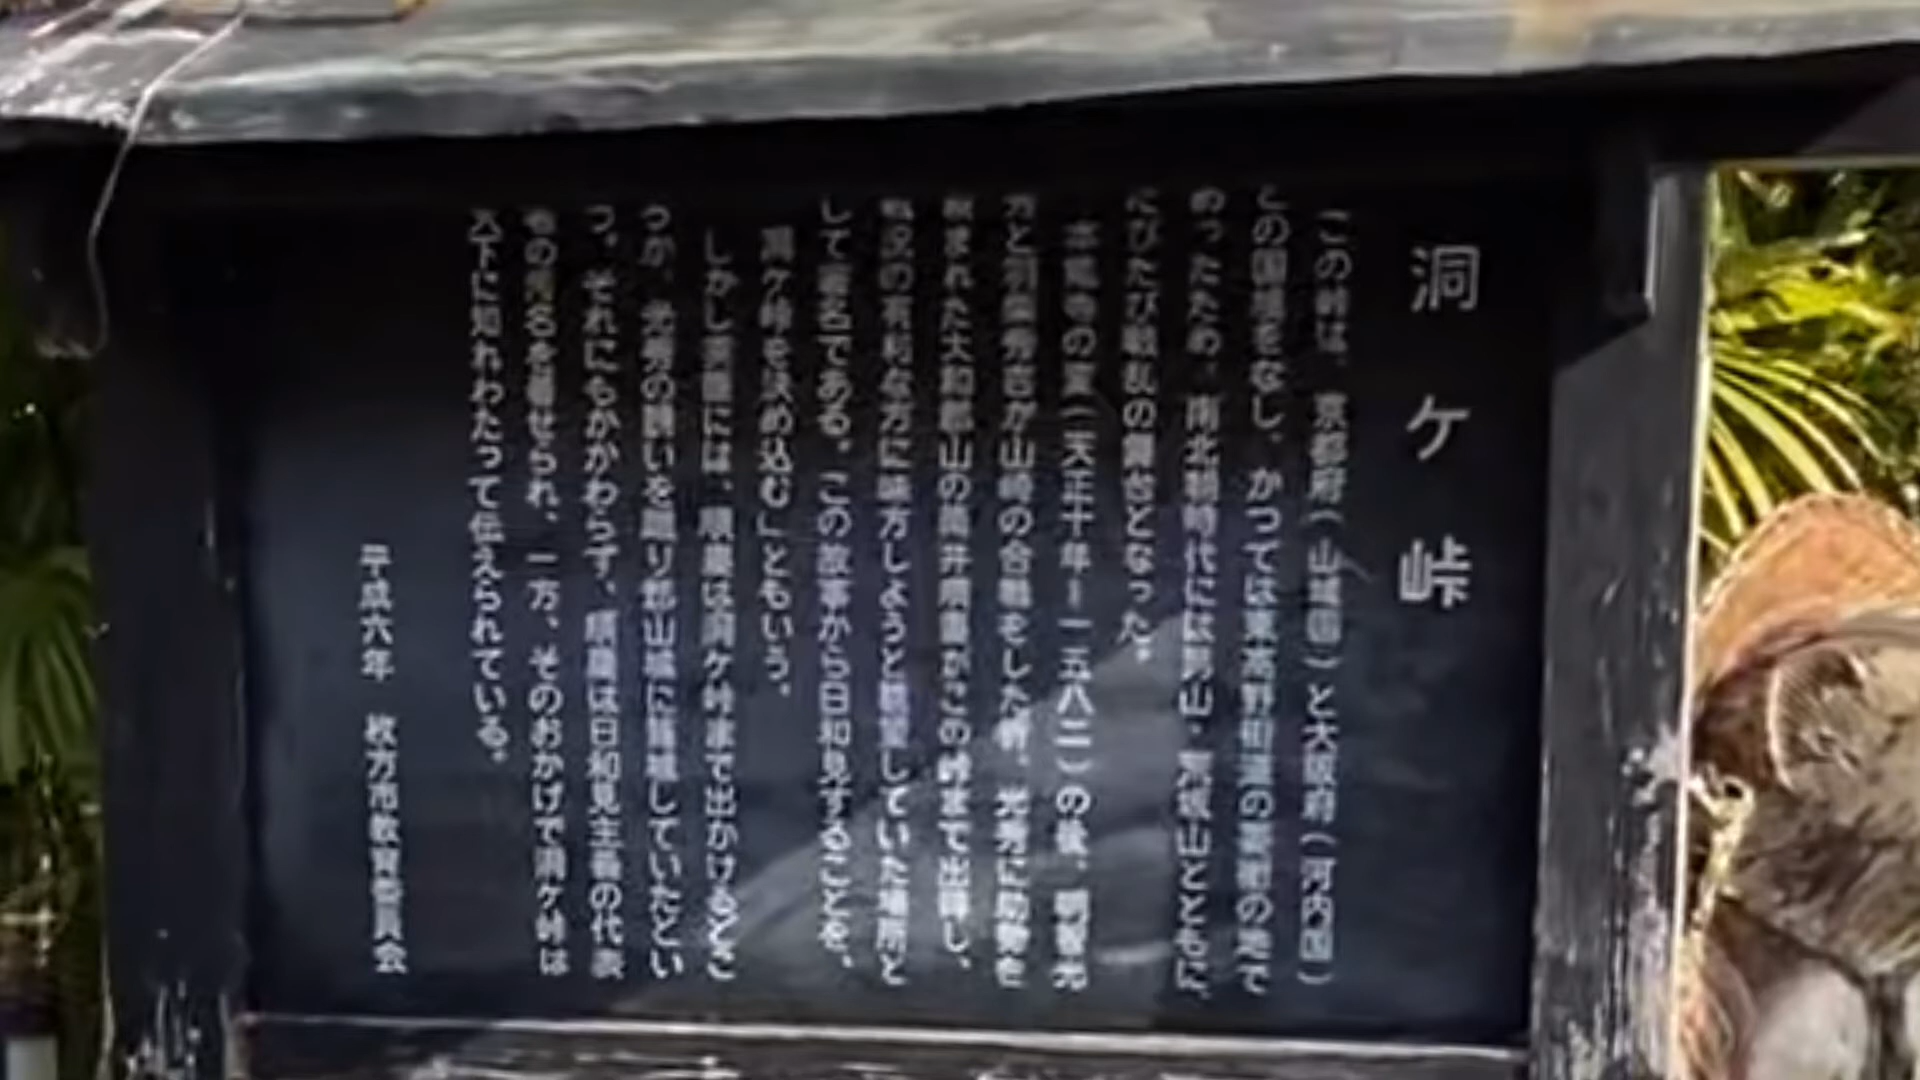 洞ケ峠
この峠は、京都府(山城国)と大阪府(河内国)
との国境をなし、かつては東高野街道の要衝の地で
あったため、南北朝時代には男山・荒坂山とともに、
たびたび戦乱の舞台となった。
本能寺の変(天正十年ー一五八二)の後、明智光
秀と羽柴秀吉が山崎の合戦をした時、光秀に助勢を
頼まれた大和郡山の筒井順慶がこの峠まで出陣し、
戦況の有利な方に味方しようと眺望していた場所と
して著名である。この故事から日和見することを、
洞ケ峠を決め込む」ともいう。
しかし実際には、順慶は洞ケ峠まで出かけるどこ
ろか、光秀の誘いを蹴り郡山城に籠城していたとい
う。それにもかかわらず、順慶は日和見主義の代表
者の汚名を着せられ、一方、そのおかげで洞ケ峠は
天下に知れわたって伝えられている。
平成六年 枚方市教育委員会